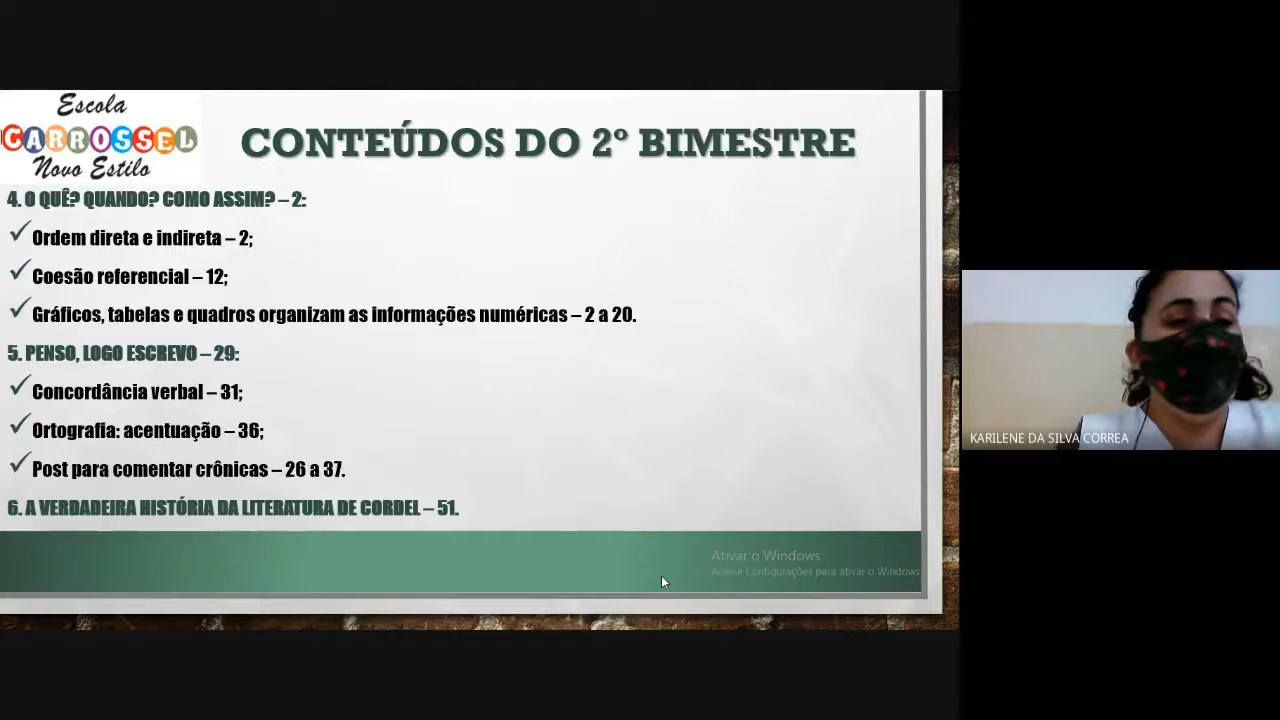 Escola
CARROSSEL
Novo Estilo
CONTEÚDOS DO 2º BIMESTRE
4. O QUÊ? QUANDO? COMO ASSIM? – 2:
✓Ordem direta e indireta – 2;
✓Coesão referencial – 12;
✓Gráficos, tabelas e quadros organizam as informações numéricas – 2 a 20.
5. PENSO, LOGO ESCREVO – 29:
✓Concordância verbal – 31;
✓Ortografia: acentuação – 36;
✓Post para comentar crônicas – 26 a 37.
6. A VERDADEIRA HISTÓRIA DA LITERATURA DE CORDEL – 51.
Ativar o Windows
Acesse Configurações para ativar o Windows
KARILENE DA SILVA CORREA